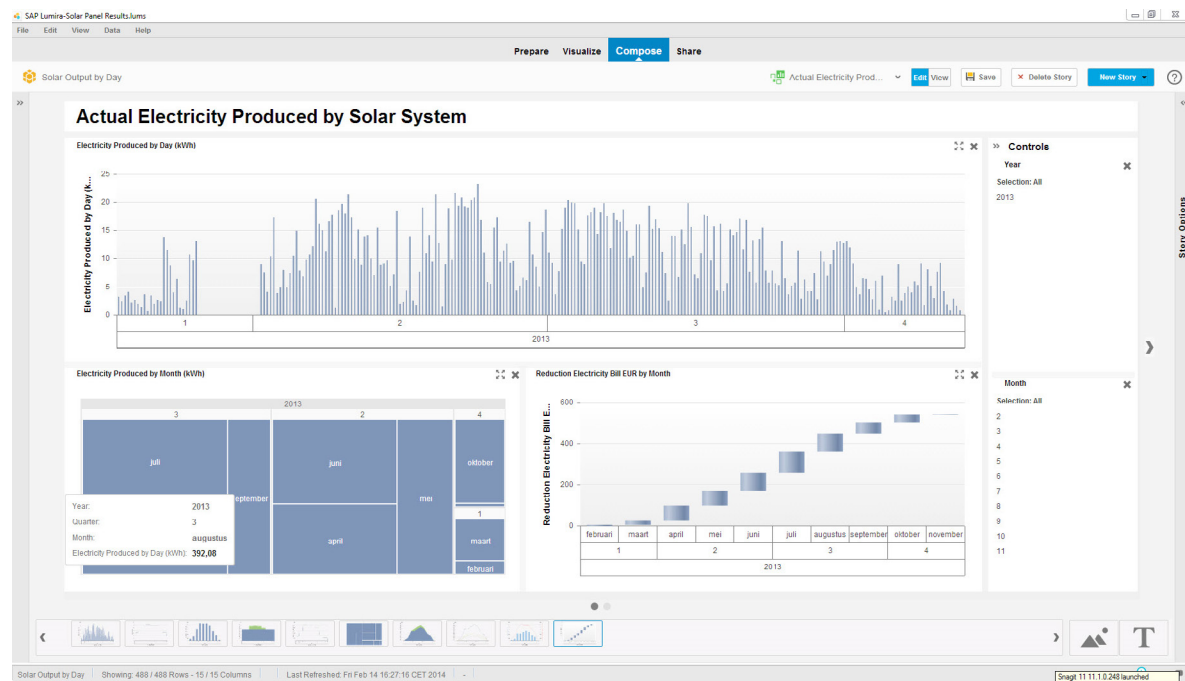 SAP Lumira-Solar Panel Results.lums
File Edit View Data Help
Prepare Visualize Compose Share
Solar Output by Day
Actual Electricity Prod... Edit View Save × Delete Story New Story ?
Actual Electricity Produced by Solar System
Electricity Produced by Day (kWh)
Electricity Produced by Day (k...
25
20
15
10
5
0
1 2 3 4
2013
Controls
Year
Selection: All
2013
Story Options
Electricity Produced by Month (kWh)
2013
3 2 4
juli juni oktober
september mei
april
1
maart
februari
Year: 2013
Quarter: 3
Month: augustus
Electricity Produced by Day (kWh): 392,08
Reduction Electricity Bill EUR by Month
Reduction Electricity Bill E...
600
400
200
0
februari maart april mei juni juli augustus september oktober november
1 2 3 4
2013
Month
Selection: All
2
3
4
5
6
7
8
9
10
11
T
Solar Output by Day Showing: 488 / 488 Rows - 15 / 15 Columns Last Refreshed: Fri Feb 14 16:27:16 CET 2014 -
Snagit 11 11.1.0.248 launched